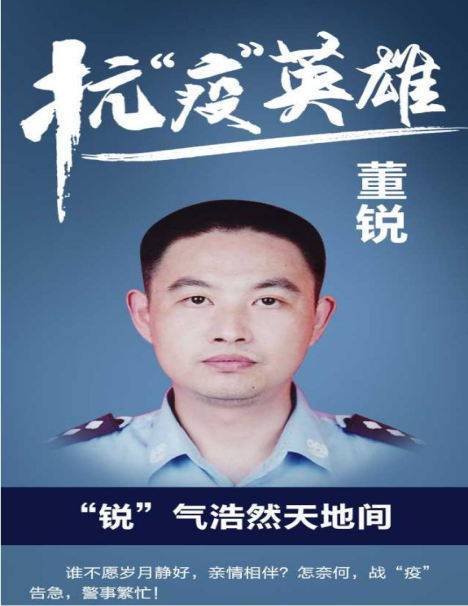 抗“疫”英雄
董锐
“锐”气浩然天地间
谁不愿岁月静好，亲情相伴？怎奈何，战“疫”
告急，警事繁忙！